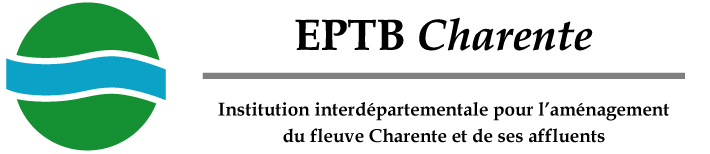 EPTB Charente
Institution interdépartementale pour l’aménagement
du fleuve Charente et de ses affluents